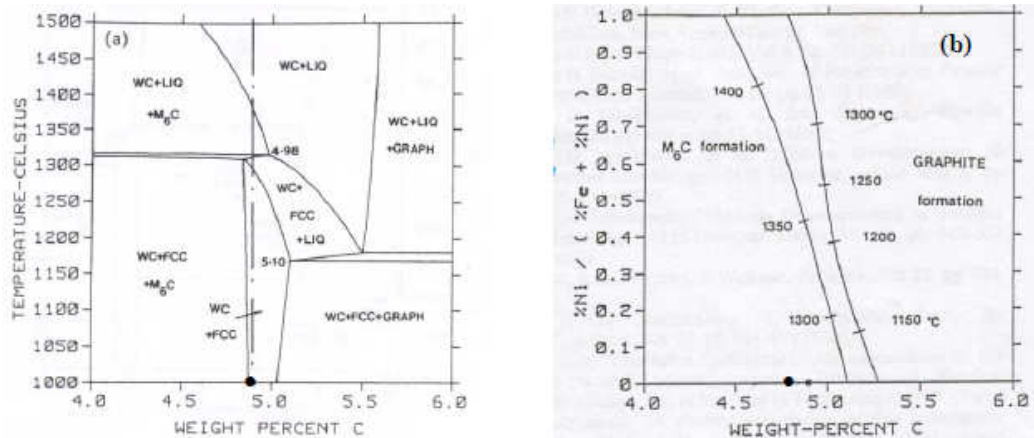 (a)
TEMPERATURE-CELSIUS
1500
1450
1400
1350
1300
1250
1200
1150
1100
1050
1000
WC+LIQ
+M6C
WC+LIQ
WC+LIQ
+GRAPH
4-98
WC+
FCC
+LIQ
WC+FCC
+M6C
5-10
WC
+FCC
WC+FCC+GRAPH
4.0 4.5 5.0 5.5 6.0
WEIGHT PERCENT C
(b)
%Ni / ( %Fe + %Ni )
1.0
0.9
0.8
0.7
0.6
0.5
0.4
0.3
0.2
0.1
0
1400
1300 °C
M6C formation
GRAPHITE
formation
1250
1350
1200
1300
1150 °C
4.0 4.5 5.0 5.5 6.0
WEIGHT-PERCENT C